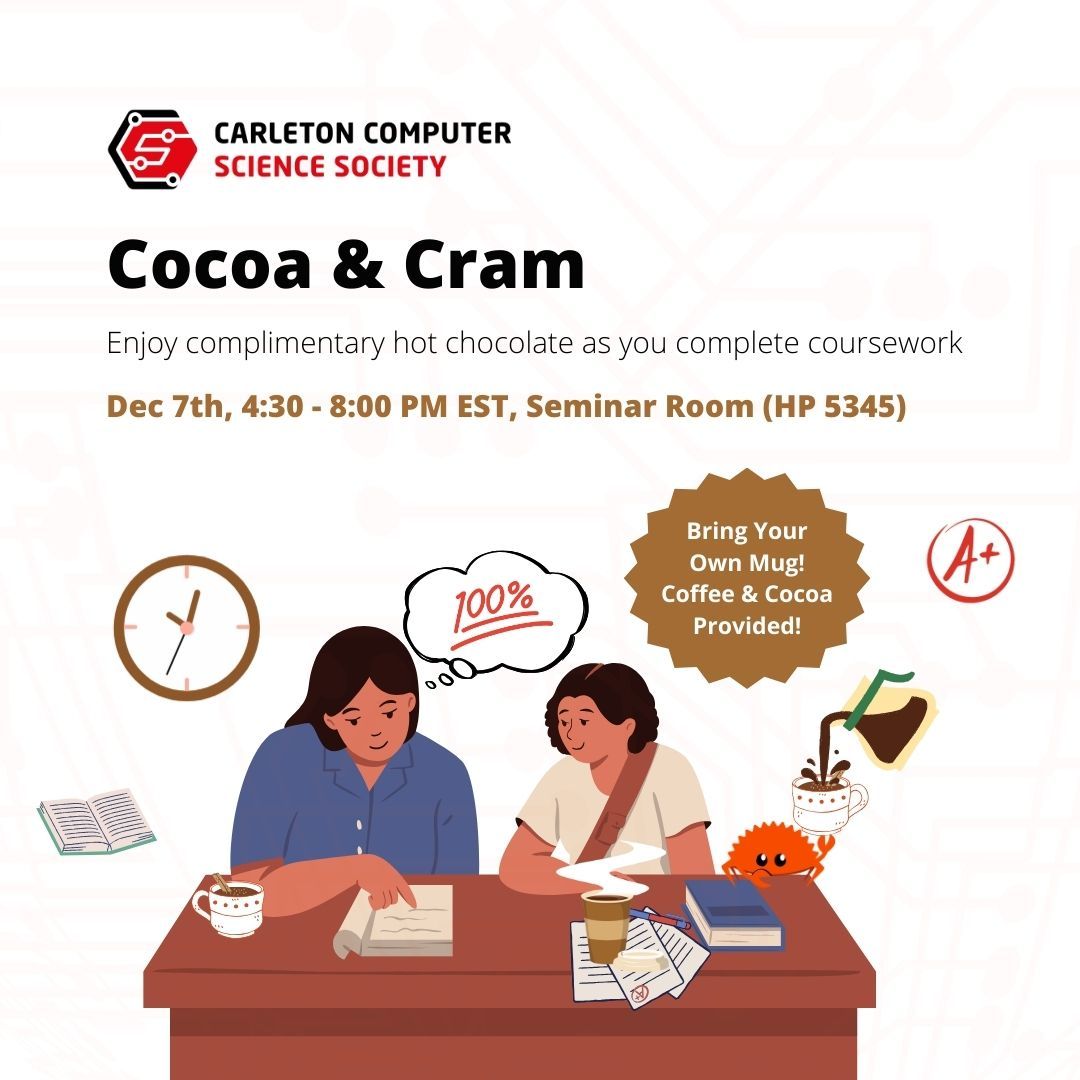 CARLETON COMPUTER
SCIENCE SOCIETY
Cocoa & Cram
Enjoy complimentary hot chocolate as you complete coursework
Dec 7th, 4:30 - 8:00 PM EST, Seminar Room (HP 5345)
Bring Your
Own Mug!
Coffee & Cocoa
Provided!
A+
100%